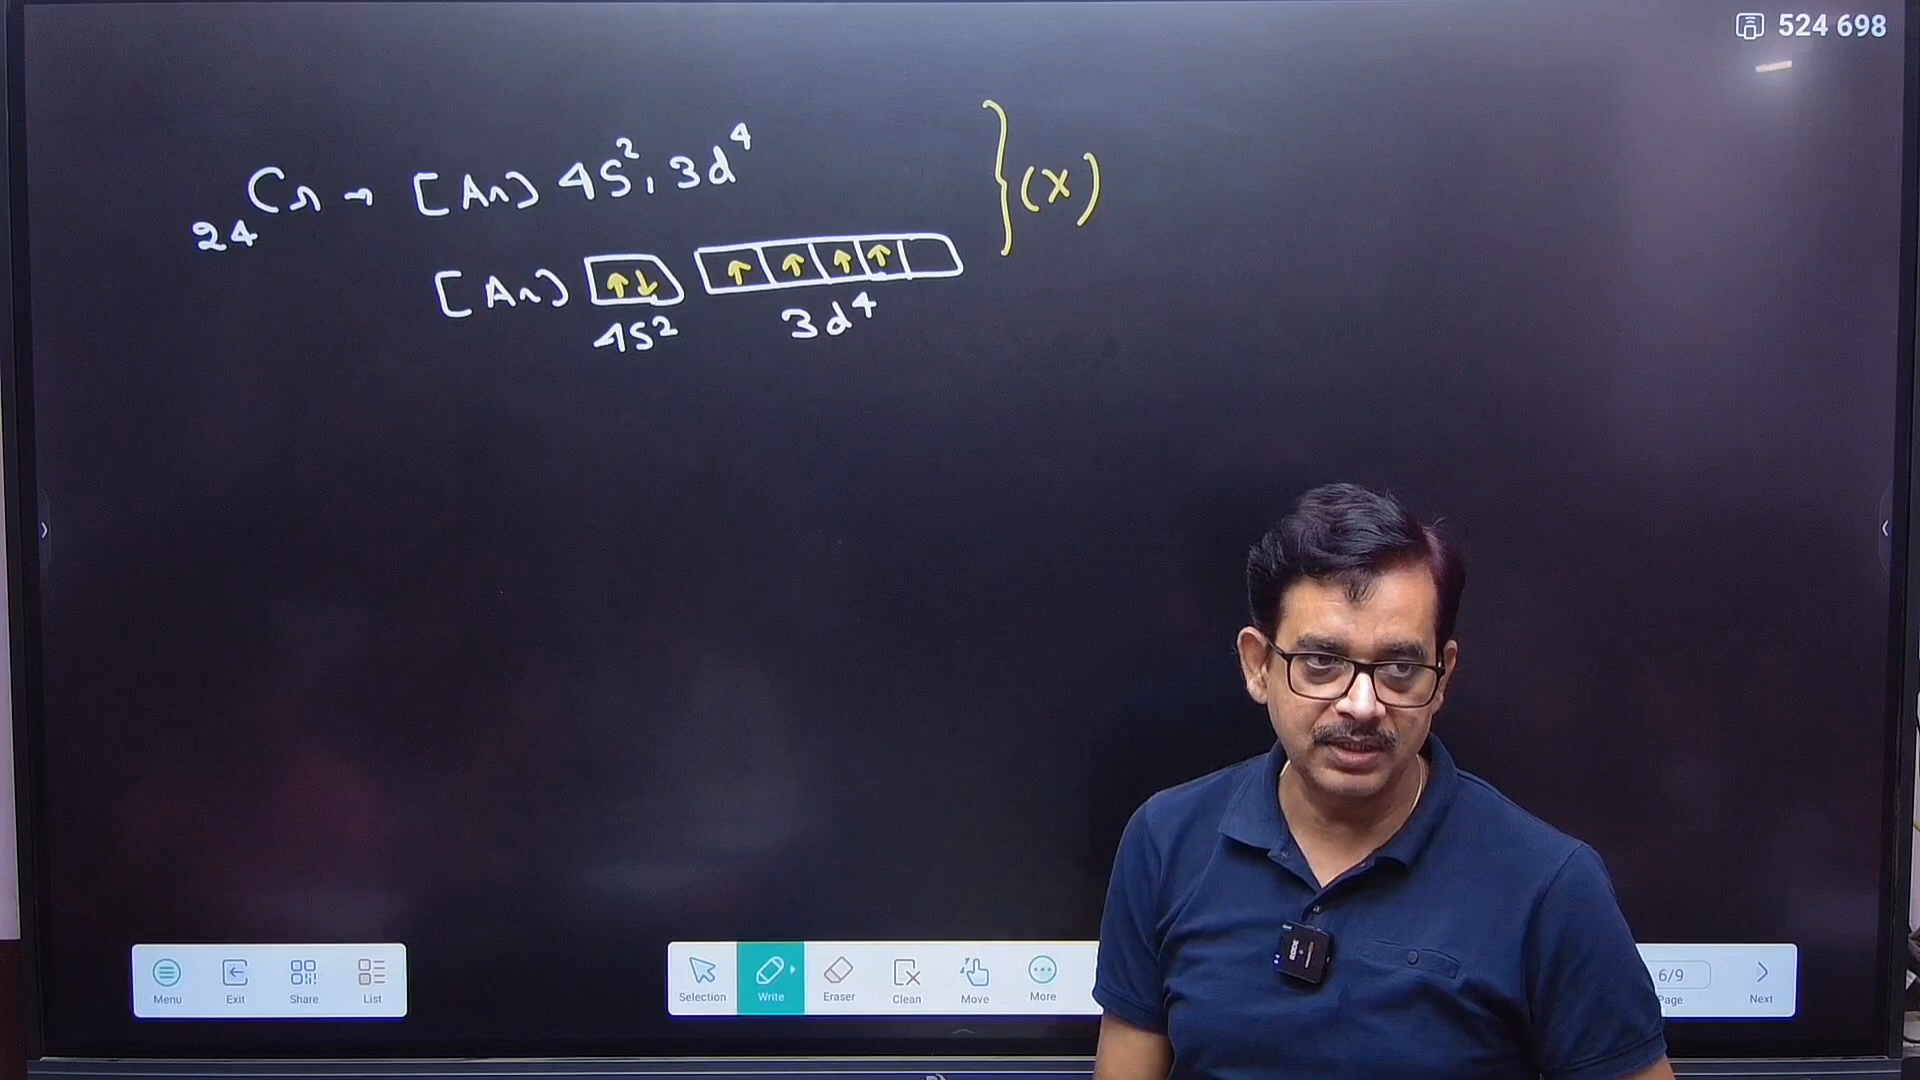 524 698
₂₄Cr → [Ar] 4s², 3d⁴ } (x)
[Ar] ↑↓ ↑ ↑ ↑ ↑
4s² 3d⁴
Menu Exit Share List Selection Write Eraser Clean Move More 6/9 Page Next